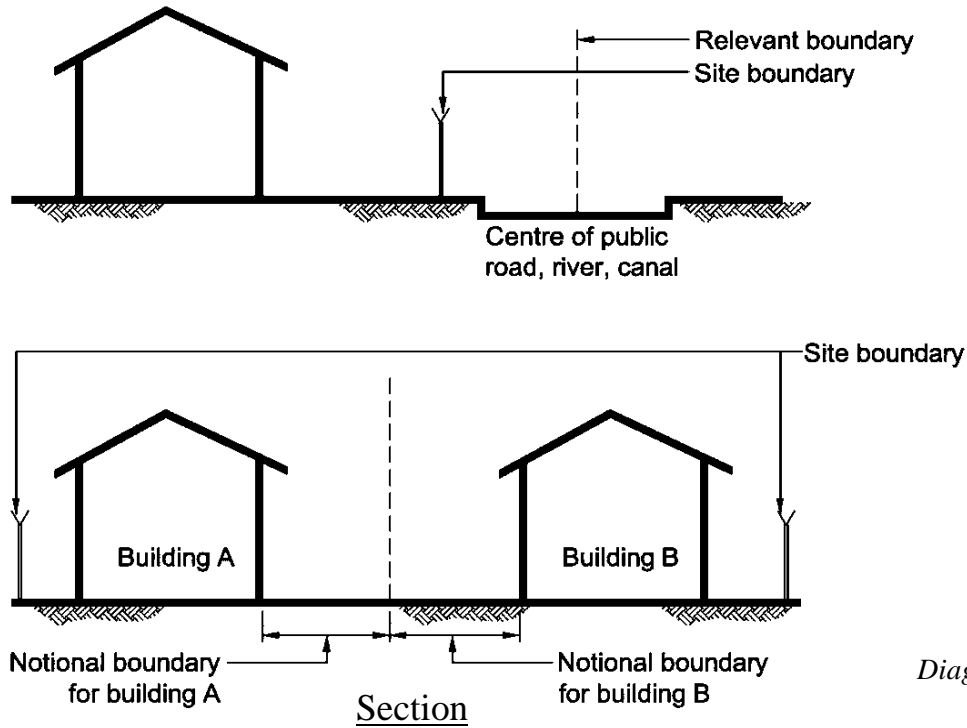 Relevant boundary
Site boundary
Centre of public
road, river, canal
Site boundary
Building A
Building B
Notional boundary
for building A
Notional boundary
for building B
Section